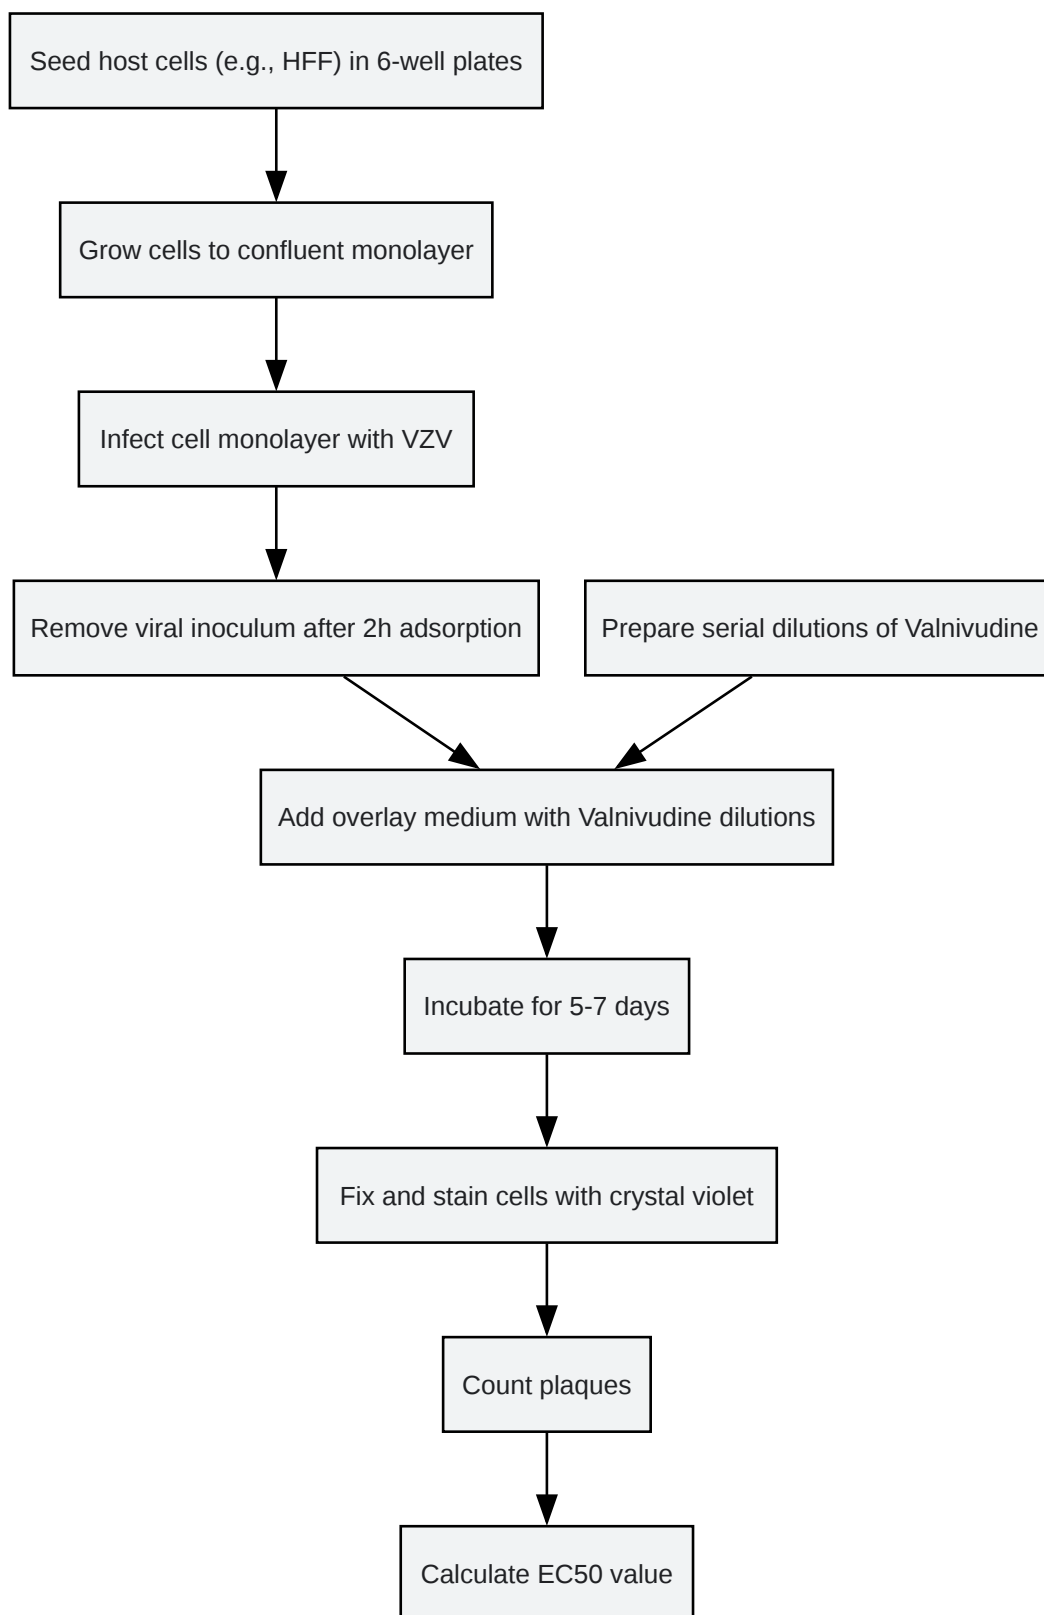 Seed host cells (e.g., HFF) in 6-well plates
Grow cells to confluent monolayer
Infect cell monolayer with VZV
Remove viral inoculum after 2h adsorption
Prepare serial dilutions of Valnivudine
Add overlay medium with Valnivudine dilutions
Incubate for 5-7 days
Fix and stain cells with crystal violet
Count plaques
Calculate EC50 value